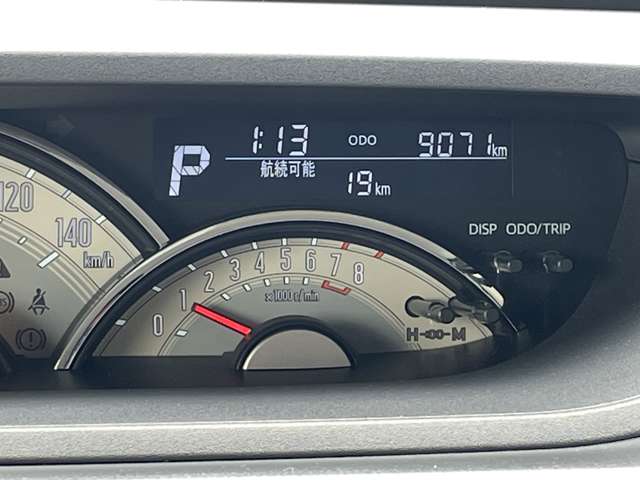 P 1:13 ODO 9071km
航続可能
19km
DISP ODO/TRIP
120
140
km/h
0 1 2 3 4 5 6 7 8
x1000 r/min
H M